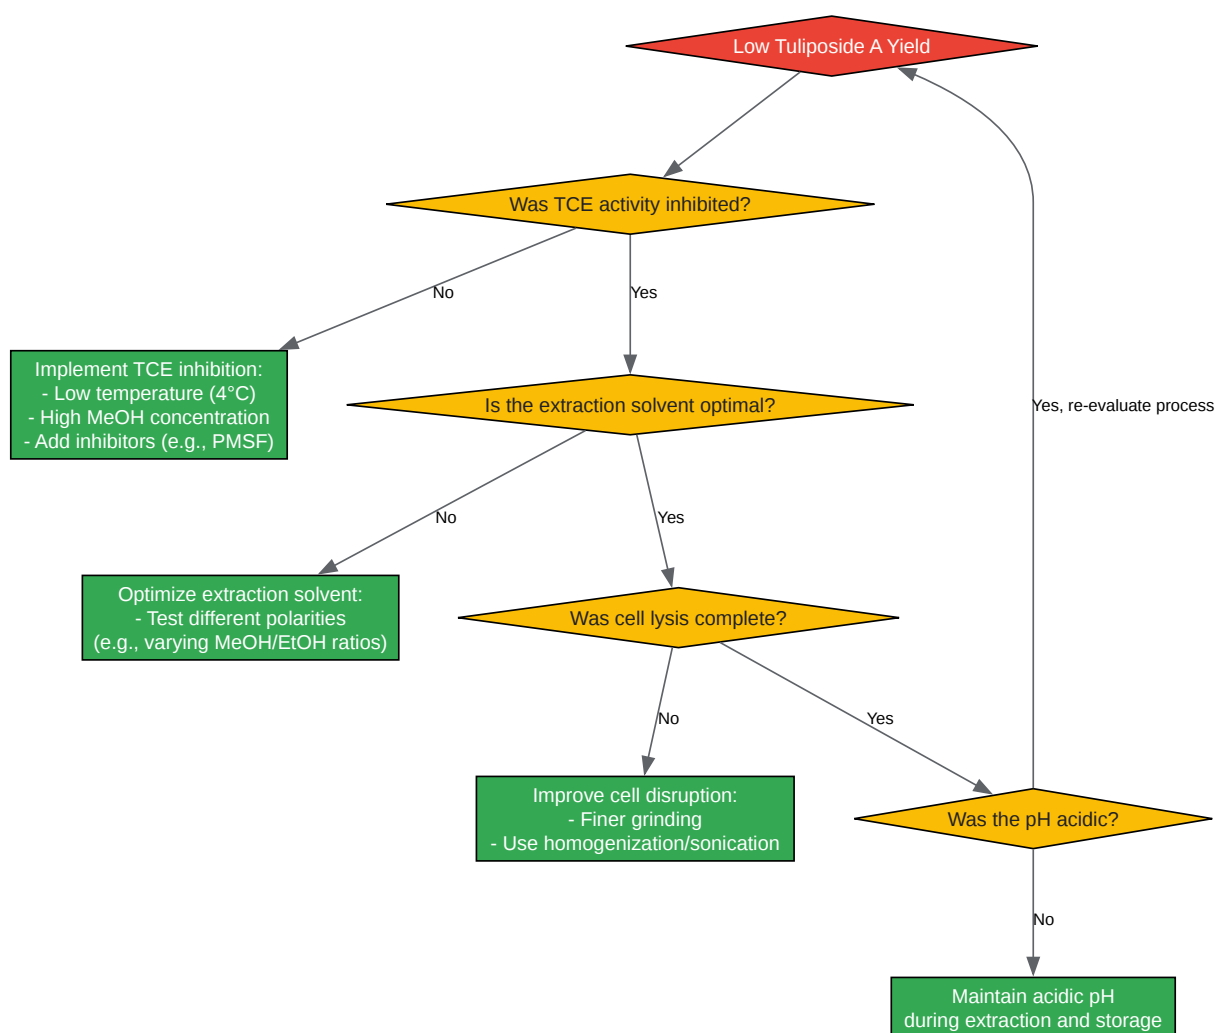 Low Tuliposide A Yield
Was TCE activity inhibited?
No
Yes
Implement TCE inhibition:
- Low temperature (4°C)
- High MeOH concentration
- Add inhibitors (e.g., PMSF)
Is the extraction solvent optimal?
Yes, re-evaluate process
No
Yes
Optimize extraction solvent:
- Test different polarities
(e.g., varying MeOH/EtOH ratios)
Was cell lysis complete?
No
Yes
Improve cell disruption:
- Finer grinding
- Use homogenization/sonication
Was the pH acidic?
No
Maintain acidic pH
during extraction and storage